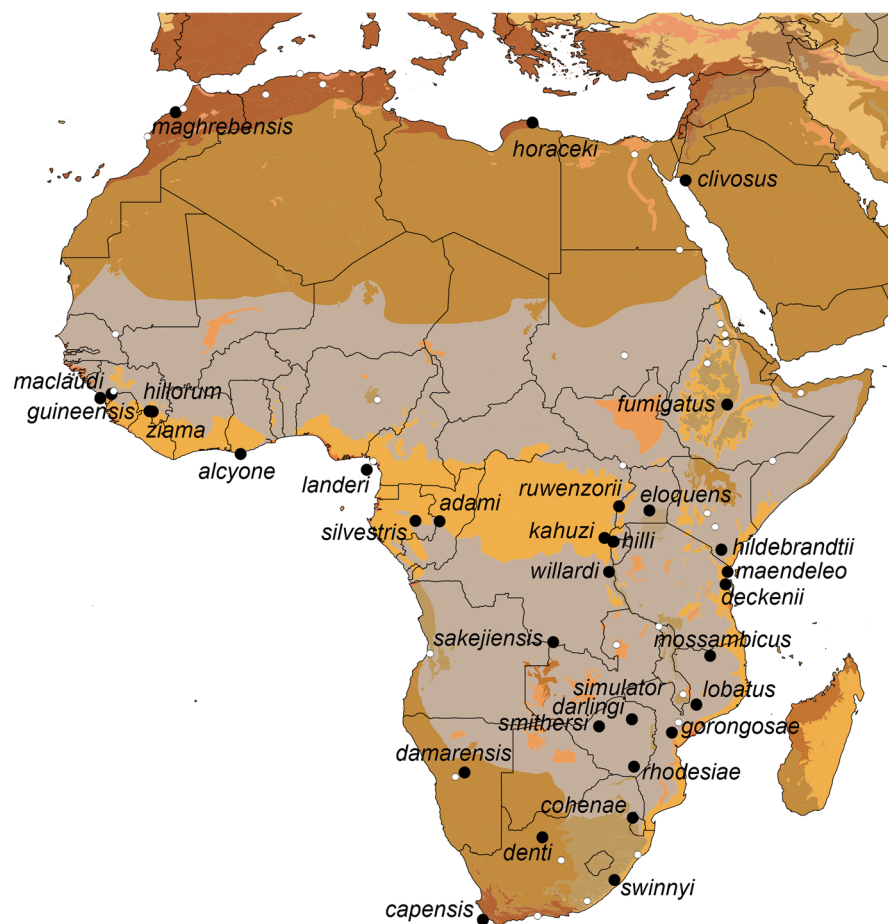 maghrebensis
horaceki
clivosus
maclaudi
hillorum
guineensis
ziama
fumigatus
alcyone
landeri
ruwenzorii
eloquens
adami
silvestris
kahuzi
hilli
hildebrandtii
willardi
maendeleo
deckenii
sakejiensis
mossambicus
simulator
lobatus
darlingi
smithersi
gorongosae
damarensis
rhodesiae
cohenae
denti
swinnyi
capensis